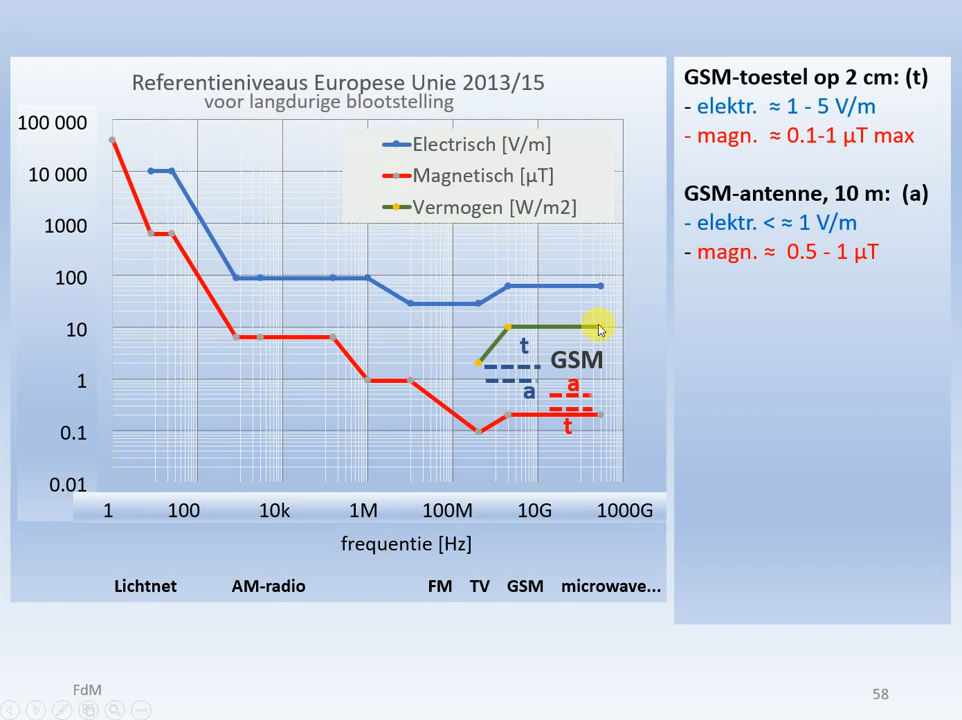 Referentieniveaus Europese Unie 2013/15
voor langdurige blootstelling
100 000
10 000
1000
100
10
1
0.1
0.01
Electrisch [V/m]
Magnetisch [µT]
Vermogen [W/m2]
t
GSM
a
a
t
1 100 10k 1M 100M 10G 1000G
frequentie [Hz]
Lichtnet AM-radio FM TV GSM microwave...
GSM-toestel op 2 cm: (t)
- elektr. ≈ 1 - 5 V/m
- magn. ≈ 0.1-1 µT max
GSM-antenne, 10 m: (a)
- elektr. < ≈ 1 V/m
- magn. ≈ 0.5 - 1 µT
FdM
58